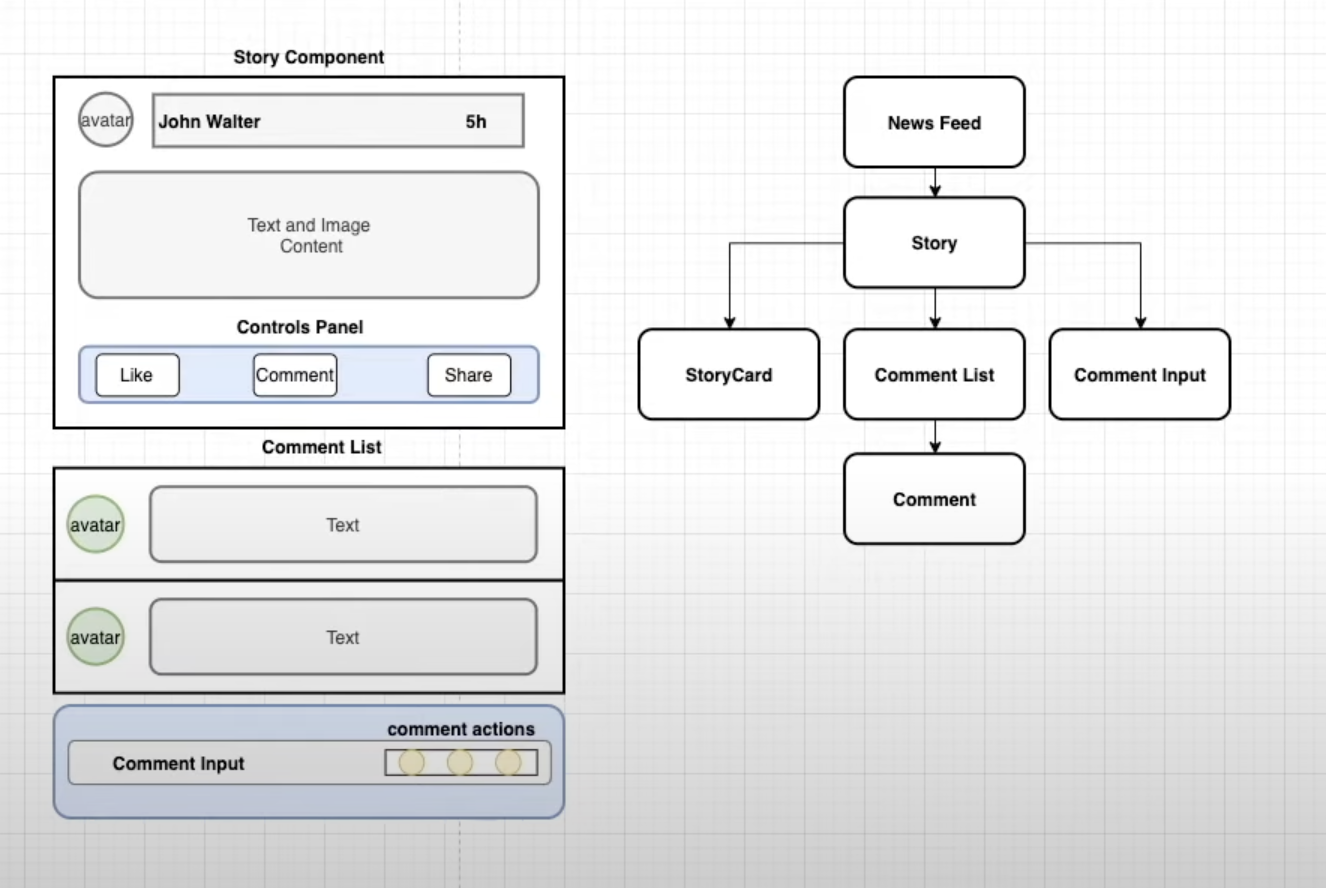 Story Component
avatar
John Walter
5h
Text and Image
Content
Controls Panel
Like
Comment
Share
Comment List
avatar
Text
avatar
Text
comment actions
Comment Input
News Feed
Story
StoryCard
Comment List
Comment Input
Comment